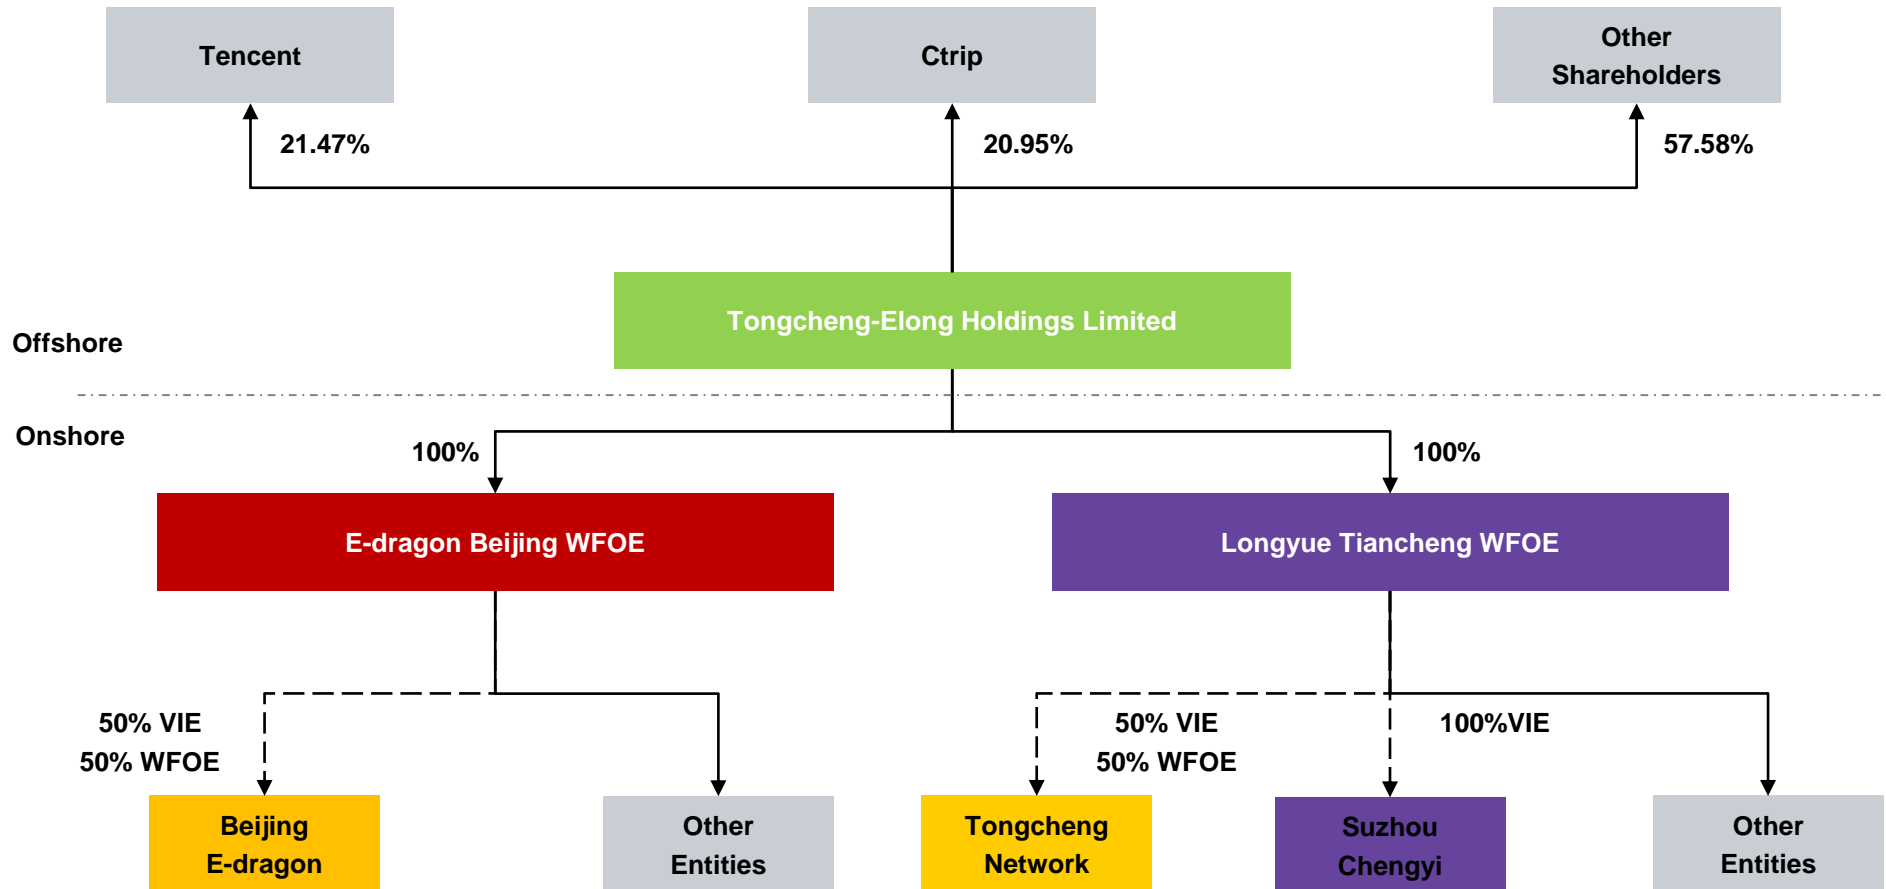 Tencent
Ctrip
Other
Shareholders
21.47%
20.95%
57.58%
Tongcheng-Elong Holdings Limited
Offshore
Onshore
100%
100%
E-dragon Beijing WFOE
Longyue Tiancheng WFOE
50% VIE
50% WFOE
50% VIE
50% WFOE
100%VIE
Beijing
E-dragon
Other
Entities
Tongcheng
Network
Suzhou
Chengyi
Other
Entities